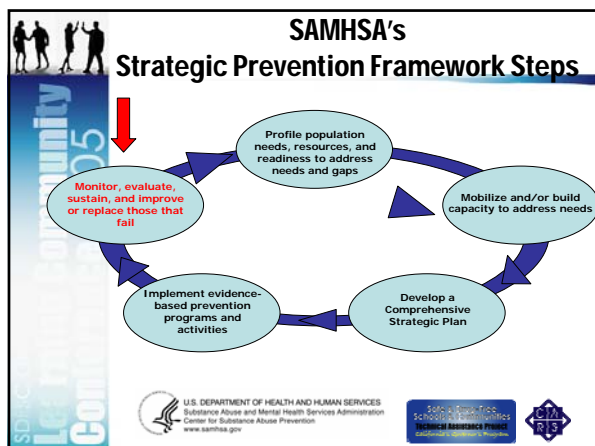 SAMHSA's
Strategic Prevention Framework Steps
Profile population
needs, resources, and
readiness to address
needs and gaps
Monitor, evaluate,
sustain, and improve
or replace those that
fail
Mobilize and/or build
capacity to address needs
Implement evidence-
based prevention
programs and
activities
Develop a
Comprehensive
Strategic Plan
U.S. DEPARTMENT OF HEALTH AND HUMAN SERVICES
Substance Abuse and Mental Health Services Administration
Center for Substance Abuse Prevention
www.samhsa.gov
Schools & Communities
Technical Assistance Project